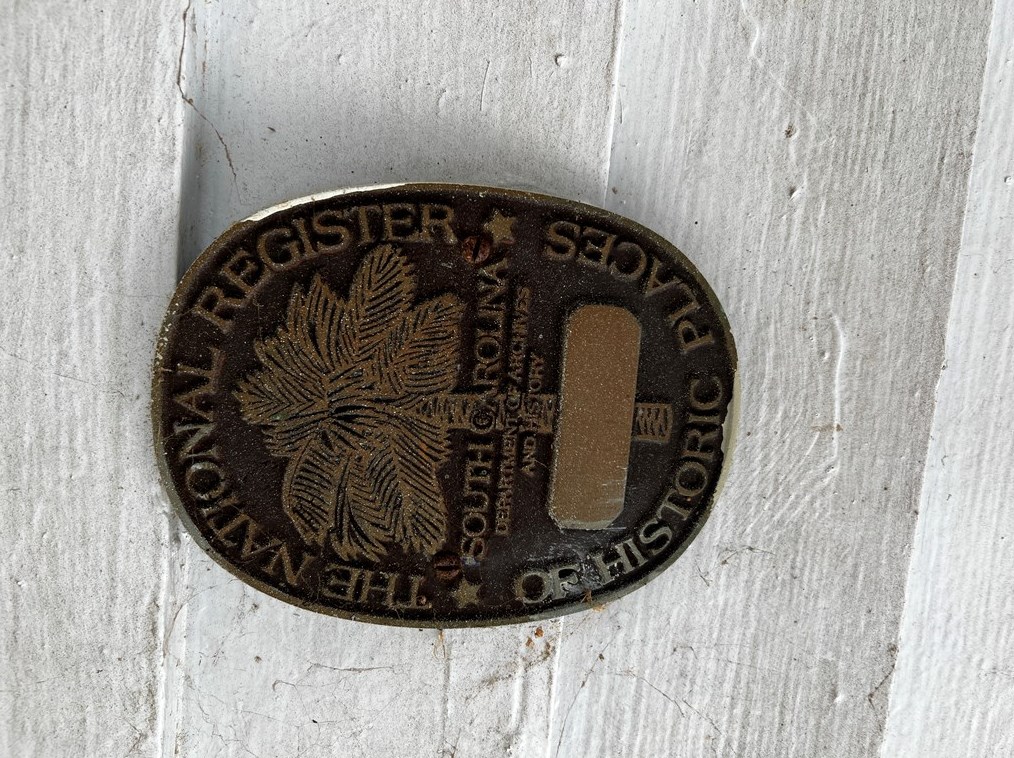 THE NATIONAL REGISTER
SOUTH CAROLINA
DEPARTMENT OF ARCHIVES
AND HISTORY
OF HISTORIC PLACES